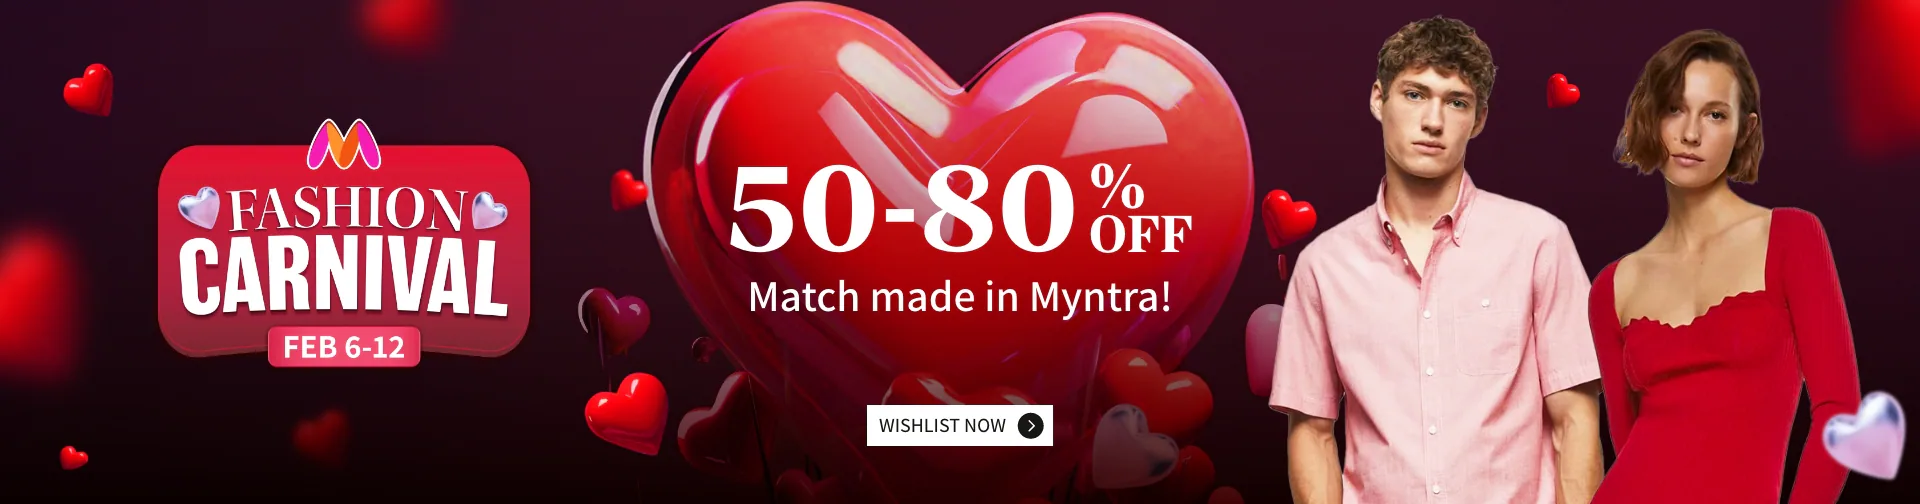 FASHION
CARNIVAL
FEB 6-12
50-80% OFF
Match made in Myntra!
WISHLIST NOW